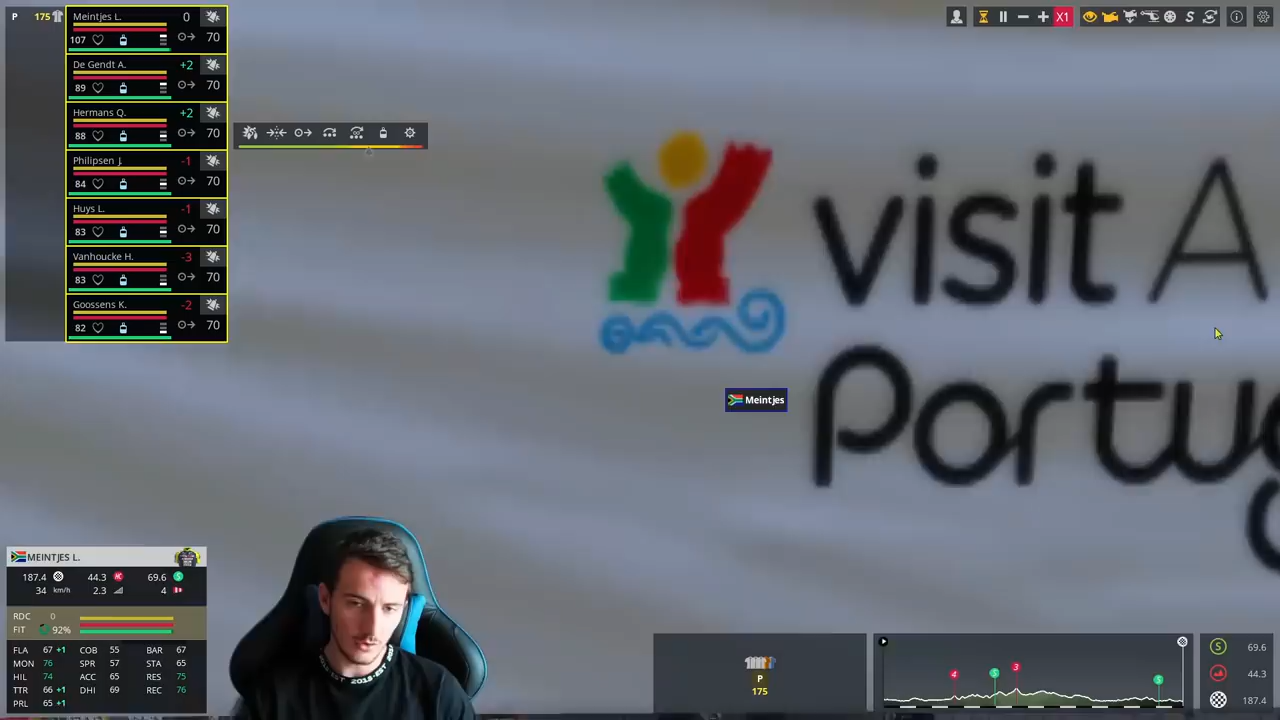 P 175
Meintjes L. 0
107 70
De Gendt A. +2
89 70
Hermans Q. +2
88 70
Philipsen J. -1
84 70
Huys L. -1
83 70
Vanhoucke H. -3
83 70
Goossens K. -2
82 70
X1
S
visit A
Portug
Meintjes
MEINTJES L.
187.4 44.3 69.6 S
34 km/h 2.3 4
RDC 0
FIT 92%
FLA 67 +1 COB 55 BAR 67
MON 76 SPR 57 STA 65
HIL 74 ACC 65 RES 75
TTR 66 +1 DHI 69 REC 76
PRL 65 +1
P
175
4 S 3 S
S 69.6
44.3
187.4